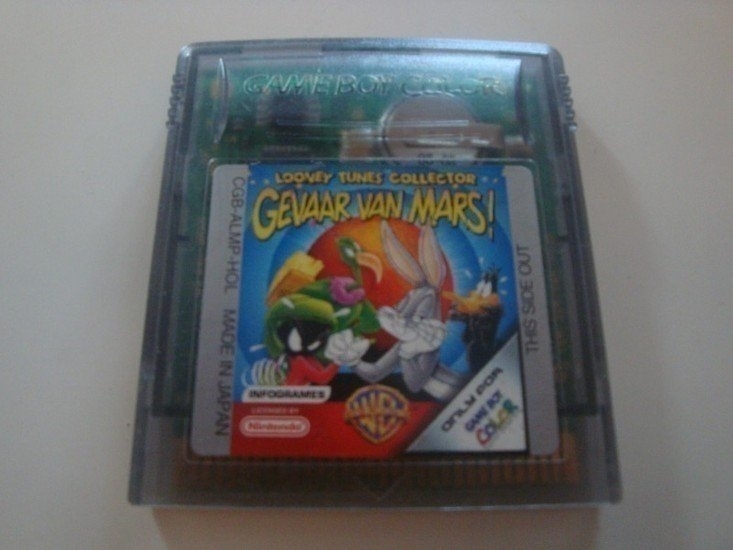 GAME BOY COLOR
LOONEY TUNES COLLECTOR
GEVAAR VAN MARS!
CGB-ALMP-HOL MADE IN JAPAN
THIS SIDE OUT
INFOGRAMES
LICENSED BY
Nintendo
WB
ONLY FOR
GAME BOY
COLOR